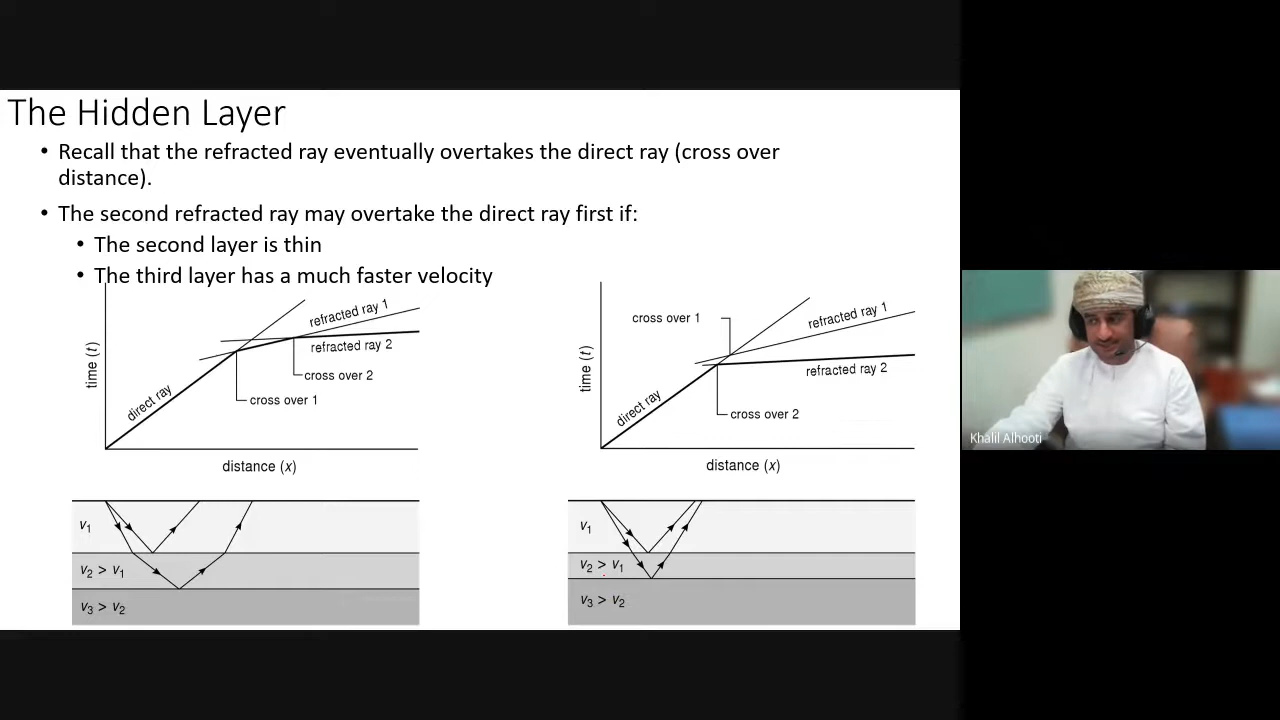 The Hidden Layer
• Recall that the refracted ray eventually overtakes the direct ray (cross over
distance).
• The second refracted ray may overtake the direct ray first if:
• The second layer is thin
• The third layer has a much faster velocity
time (t)
direct ray
refracted ray 1
refracted ray 2
cross over 2
cross over 1
distance (x)
v₁
v₂ > v₁
v₃ > v₂
time (t)
direct ray
cross over 1
refracted ray 1
refracted ray 2
cross over 2
distance (x)
v₁
v₂ > v₁
v₃ > v₂
Khalil Alhooti